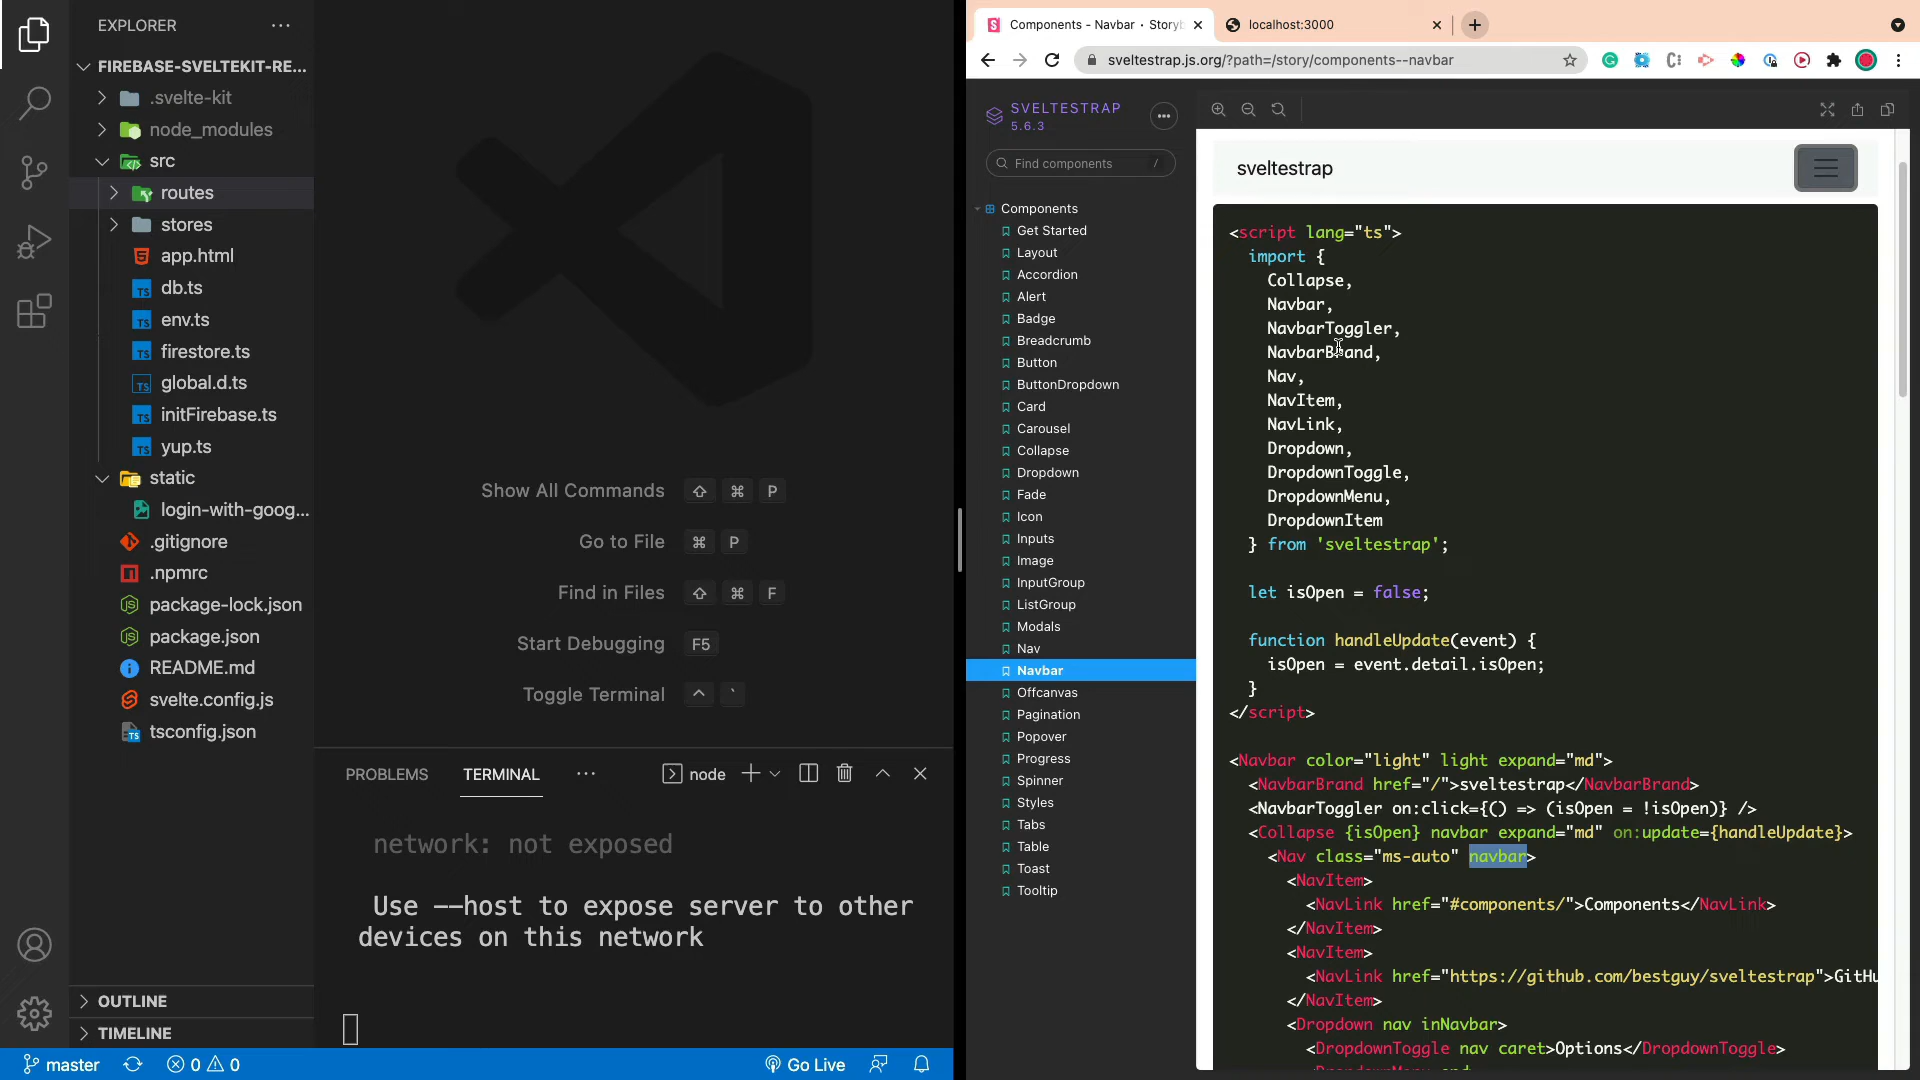 EXPLORER
FIREBASE-SVELTEKIT-RE...
.svelte-kit
node_modules
src
routes
stores
app.html
db.ts
env.ts
firestore.ts
global.d.ts
initFirebase.ts
yup.ts
static
login-with-goog...
.gitignore
.npmrc
package-lock.json
package.json
README.md
svelte.config.js
tsconfig.json
OUTLINE
TIMELINE
master
0 0
Show All Commands ⇧ ⌘ P
Go to File ⌘ P
Find in Files ⇧ ⌘ F
Start Debugging F5
Toggle Terminal ^ `
PROBLEMS TERMINAL ... node
network: not exposed
Use --host to expose server to other
devices on this network
Go Live
Components - Navbar · Storyb
localhost:3000
sveltestrap.js.org/?path=/story/components--navbar
SVELTESTRAP
5.6.3
Find components /
Components
Get Started
Layout
Accordion
Alert
Badge
Breadcrumb
Button
ButtonDropdown
Card
Carousel
Collapse
Dropdown
Fade
Icon
Inputs
Image
InputGroup
ListGroup
Modals
Nav
Navbar
Offcanvas
Pagination
Popover
Progress
Spinner
Styles
Tabs
Table
Toast
Tooltip
sveltestrap
<script lang="ts">
import {
Collapse,
Navbar,
NavbarToggler,
NavbarBrand,
Nav,
NavItem,
NavLink,
Dropdown,
DropdownToggle,
DropdownMenu,
DropdownItem
} from 'sveltestrap';
let isOpen = false;
function handleUpdate(event) {
isOpen = event.detail.isOpen;
}
</script>
<Navbar color="light" light expand="md">
<NavbarBrand href="/">sveltestrap</NavbarBrand>
<NavbarToggler on:click={() => (isOpen = !isOpen)} />
<Collapse {isOpen} navbar expand="md" on:update={handleUpdate}>
<Nav class="ms-auto" navbar>
<NavItem>
<NavLink href="#components/">Components</NavLink>
</NavItem>
<NavItem>
<NavLink href="https://github.com/bestguy/sveltestrap">GitHu
</NavItem>
<Dropdown nav inNavbar>
<DropdownToggle nav caret>Options</DropdownToggle>